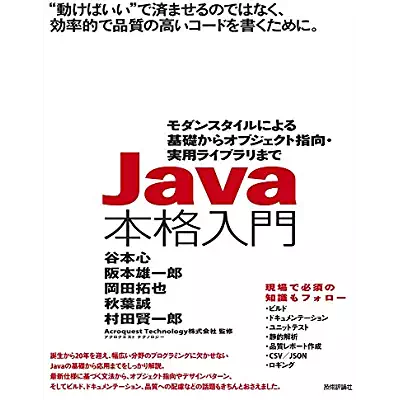 “動けばいい”で済ませるのではなく、
効率的で品質の高いコードを書くために。
モダンスタイルによる
基礎からオブジェクト指向・
実用ライブラリまで
Java
本格入門
谷本心
阪本雄一郎
岡田拓也
秋葉誠
村田賢一郎
Acroquest Technology株式会社 監修
アクロクエスト テクノロジー
現場で必須の
知識もフォロー
・ビルド
・ドキュメンテーション
・ユニットテスト
・静的解析
・品質レポート作成
・CSV/JSON
・ロギング
誕生から20年を迎え、幅広い分野のプログラミングに欠かせない
Javaの基礎から応用までをしっかり解説。
最新仕様に基づく文法から、オブジェクト指向やデザインパターン、
そしてビルド、ドキュメンテーション、品質への配慮などの話題もきちんとおさえました。
技術評論社